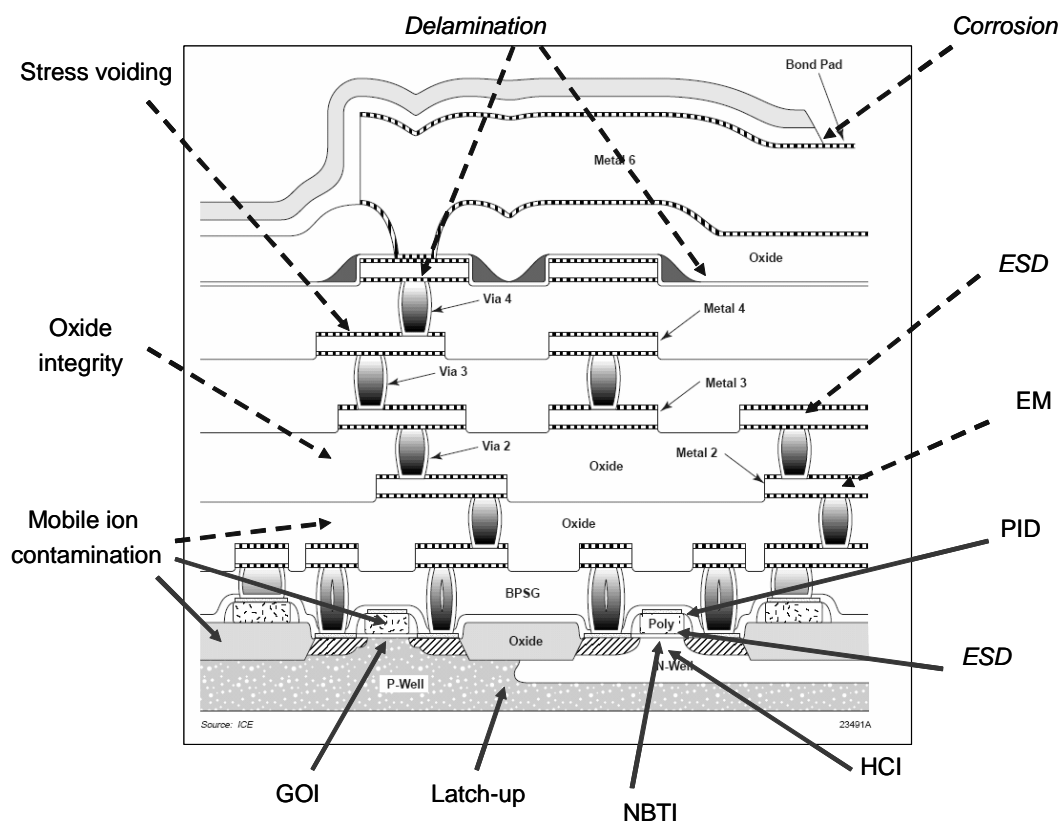 Delamination
Corrosion
Stress voiding
Bond Pad
Metal 6
Oxide
ESD
Via 4
Metal 4
Oxide
integrity
Via 3
Metal 3
EM
Via 2
Oxide
Metal 2
Mobile ion
contamination
Oxide
PID
BPSG
Poly
Oxide
ESD
N-Well
P-Well
Source: ICE
23491A
HCI
GOI
Latch-up
NBTI